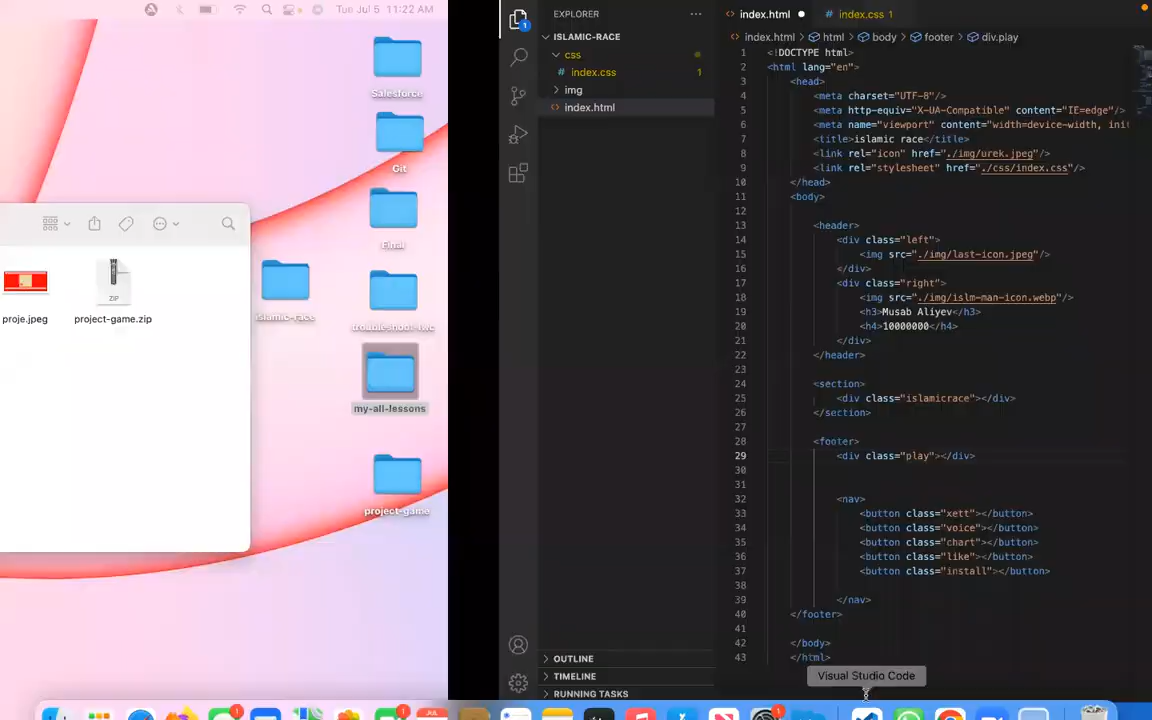 Tue Jul 5 11:22 AM
Salesforce
Git
Final
islamic-race
trouble-shoot-lwc
my-all-lessons
project-game
proje.jpeg
project-game.zip
ZIP
EXPLORER
ISLAMIC-RACE
css
# index.css 1
img
<> index.html
OUTLINE
TIMELINE
RUNNING TASKS
1
<> index.html
# index.css 1
<> index.html > html > body > footer > div.play
1 <!DOCTYPE html>
2 <html lang="en">
3 <head>
4 <meta charset="UTF-8"/>
5 <meta http-equiv="X-UA-Compatible" content="IE=edge"/>
6 <meta name="viewport" content="width=device-width, init
7 <title>islamic race</title>
8 <link rel="icon" href="./img/urek.jpeg"/>
9 <link rel="stylesheet" href="./css/index.css"/>
10 </head>
11 <body>
12
13 <header>
14 <div class="left">
15 <img src="./img/last-icon.jpeg"/>
16 </div>
17 <div class="right">
18 <img src="./img/islm-man-icon.webp"/>
19 <h3>Musab Aliyev</h3>
20 <h4>10000000</h4>
21 </div>
22 </header>
23
24 <section>
25 <div class="islamicrace"></div>
26 </section>
27
28 <footer>
29 <div class="play"></div>
30
31
32 <nav>
33 <button class="xett"></button>
34 <button class="voice"></button>
35 <button class="chart"></button>
36 <button class="like"></button>
37 <button class="install"></button>
38
39 </nav>
40 </footer>
41
42 </body>
43 </html>
Visual Studio Code
1
1
JUL
1